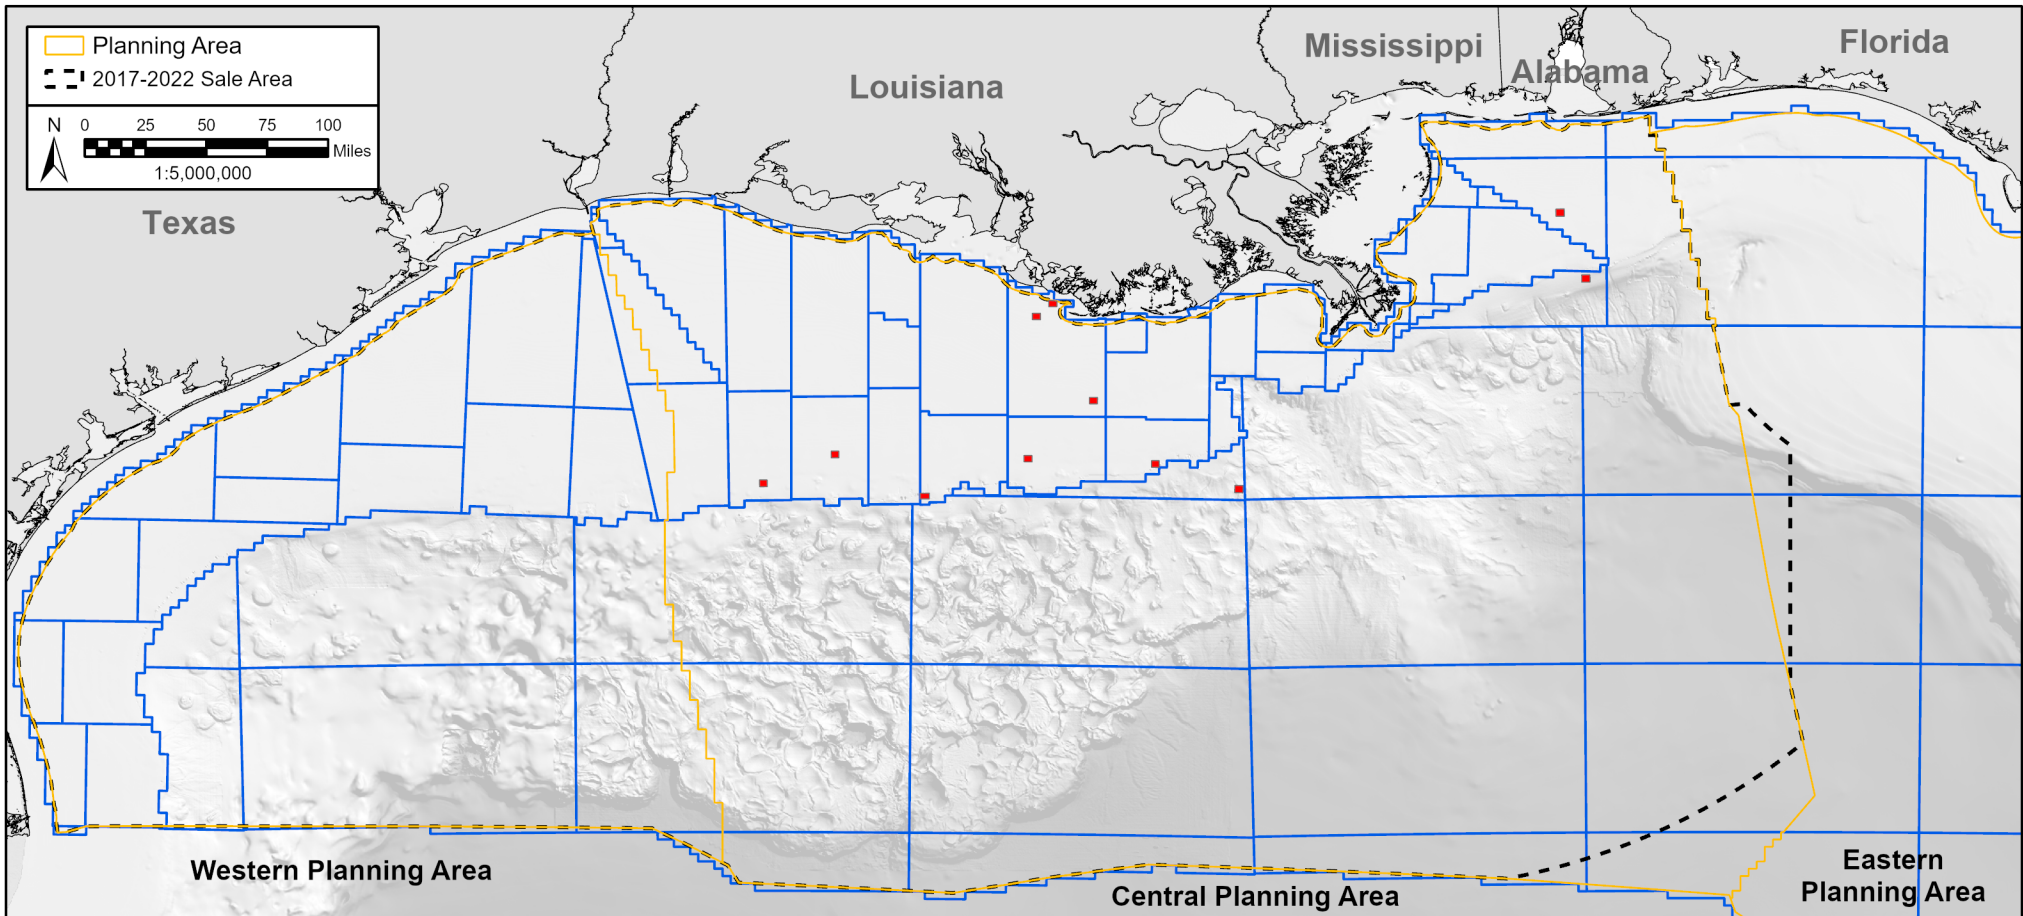 Planning Area
2017-2022 Sale Area
N
0 25 50 75 100
Miles
1:5,000,000
Texas
Louisiana
Mississippi
Alabama
Florida
Western Planning Area
Central Planning Area
Eastern
Planning Area